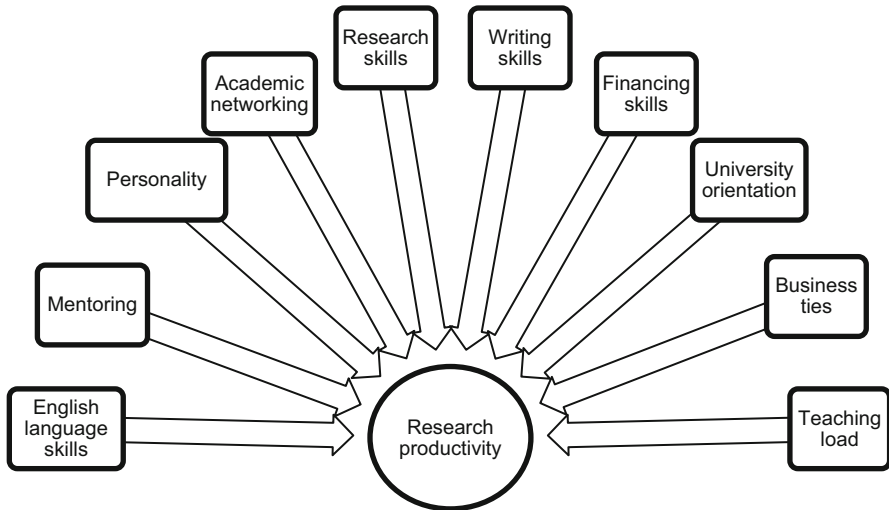 Research
skills
Writing
skills
Academic
networking
Financing
skills
Personality
University
orientation
Mentoring
Business
ties
English
language
skills
Research
productivity
Teaching
load